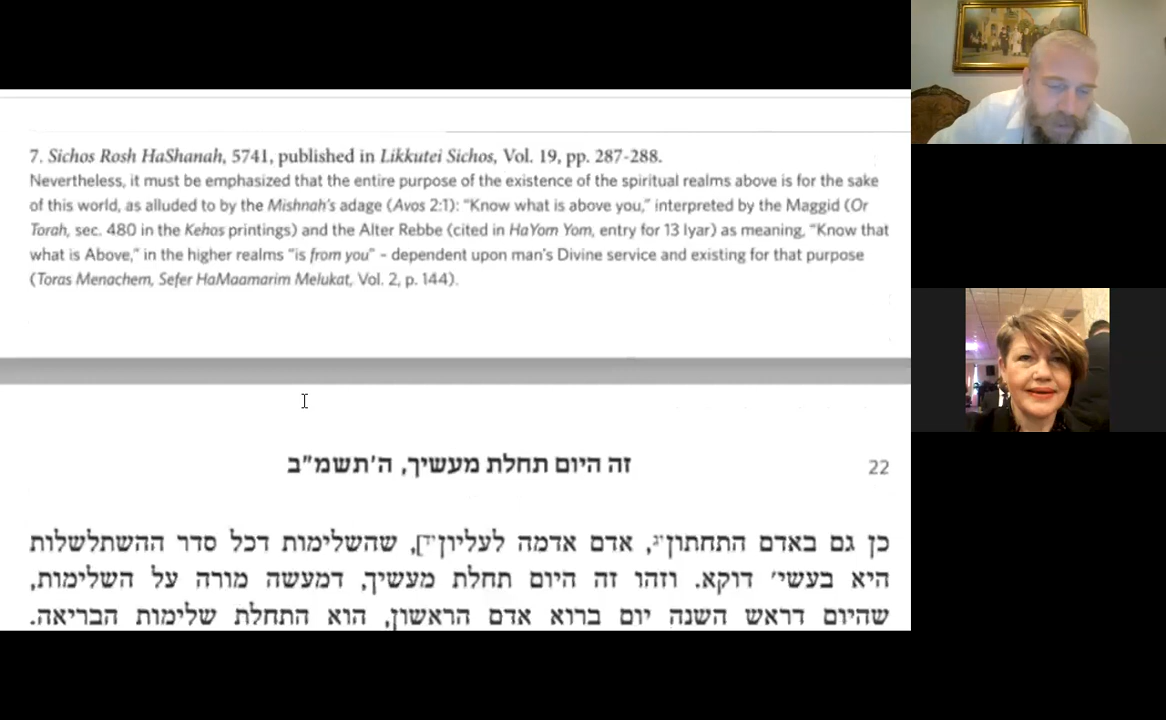 7. Sichos Rosh HaShanah, 5741, published in Likkutei Sichos, Vol. 19, pp. 287-288.
Nevertheless, it must be emphasized that the entire purpose of the existence of the spiritual realms above is for the sake
of this world, as alluded to by the Mishnah's adage (Avos 2:1): “Know what is above you,” interpreted by the Maggid (Or
Torah, sec. 480 in the Kehos printings) and the Alter Rebbe (cited in HaYom Yom, entry for 13 Iyar) as meaning, “Know that
what is Above,” in the higher realms “is from you” – dependent upon man's Divine service and existing for that purpose
(Toras Menachem, Sefer HaMaamarim Melukat, Vol. 2, p. 144).
זה היום תחלת מעשיך, ה'תשמ"ב 22
כן גם באדם התחתון יג, אדם אדמה לעליון יד], שהשלימות דכל סדר ההשתלשלות
היא בעשי' דוקא. וזהו זה היום תחלת מעשיך, דמעשה מורה על השלימות,
שהיום דראש השנה יום ברוא אדם הראשון, הוא התחלת שלימות הבריאה.